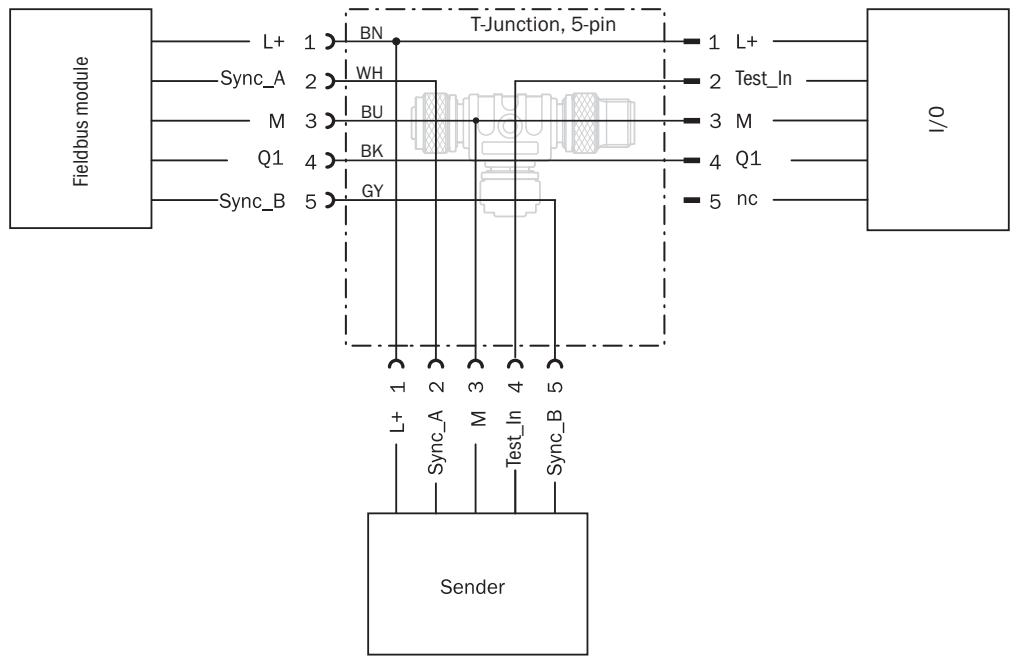 T-Junction, 5-pin
L+ 1 BN 1 L+
Sync_A 2 WH 2 Test_In
M 3 BU 3 M
Q1 4 BK 4 Q1
Sync_B 5 GY 5 nc
Fieldbus module
I/O
1 2 3 4 5
L+ Sync_A M Test_In Sync_B
Sender